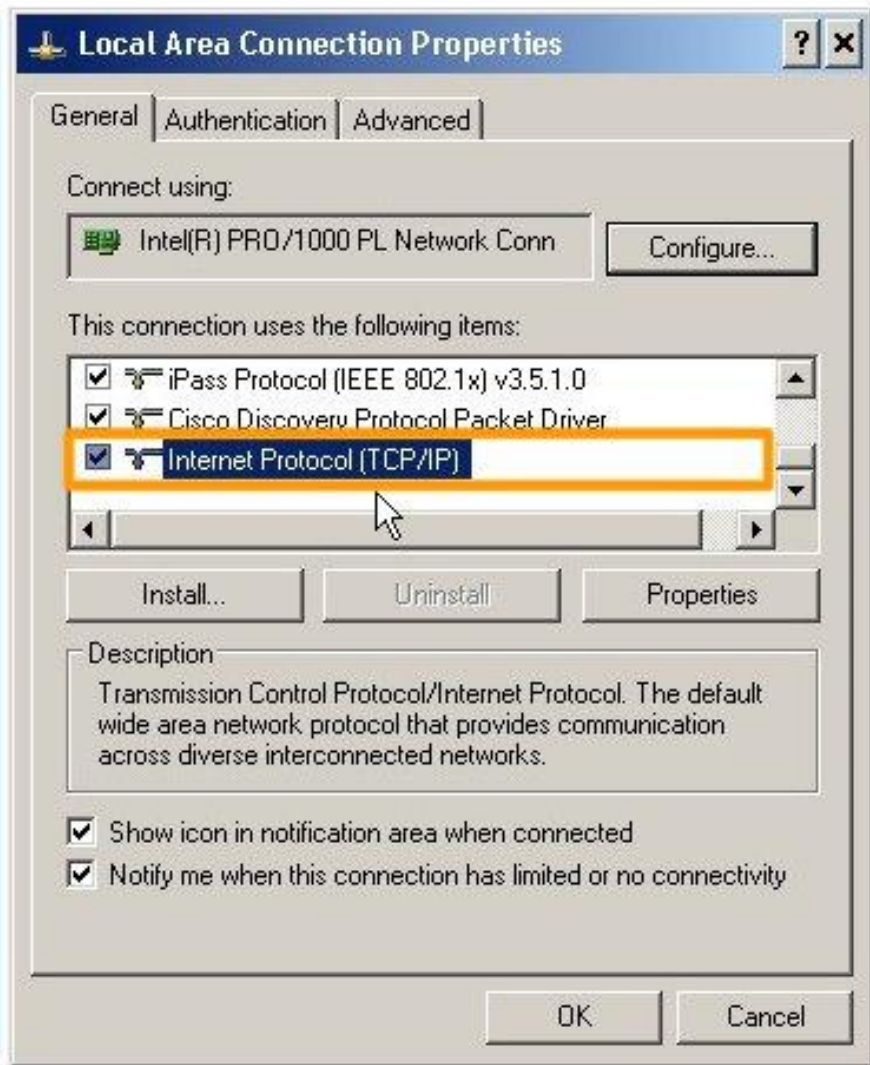 Local Area Connection Properties
General Authentication Advanced
Connect using:
Intel(R) PRO/1000 PL Network Conn Configure...
This connection uses the following items:
iPass Protocol (IEEE 802.1x) v3.5.1.0
Cisco Discovery Protocol Packet Driver
Internet Protocol (TCP/IP)
Install... Uninstall Properties
Description
Transmission Control Protocol/Internet Protocol. The default
wide area network protocol that provides communication
across diverse interconnected networks.
Show icon in notification area when connected
Notify me when this connection has limited or no connectivity
OK Cancel